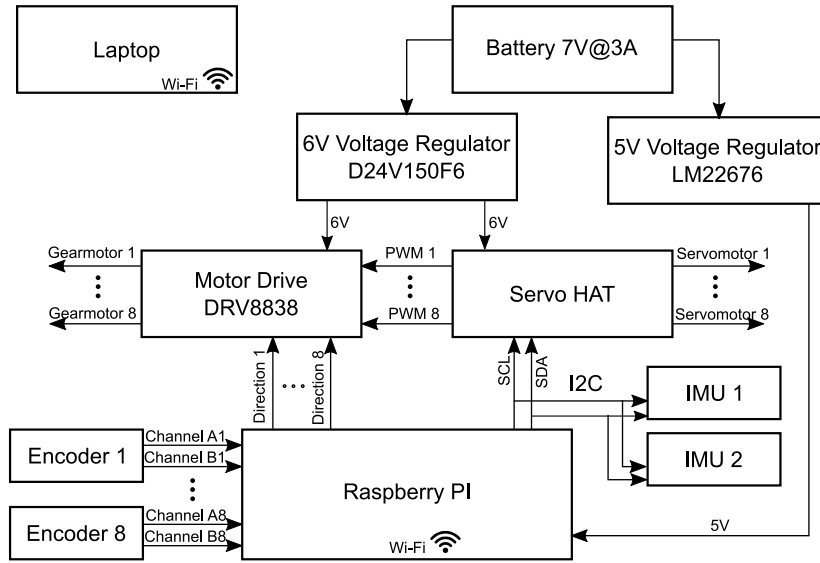 Laptop
Wi-Fi
Battery 7V@3A
6V Voltage Regulator
D24V150F6
5V Voltage Regulator
LM22676
6V
6V
Gearmotor 1
Gearmotor 8
Motor Drive
DRV8838
PWM 1
PWM 8
Servo HAT
Servomotor 1
Servomotor 8
Direction 1
Direction 8
SCL
SDA
I2C
IMU 1
IMU 2
Encoder 1
Channel A1
Channel B1
Encoder 8
Channel A8
Channel B8
Raspberry PI
Wi-Fi
5V